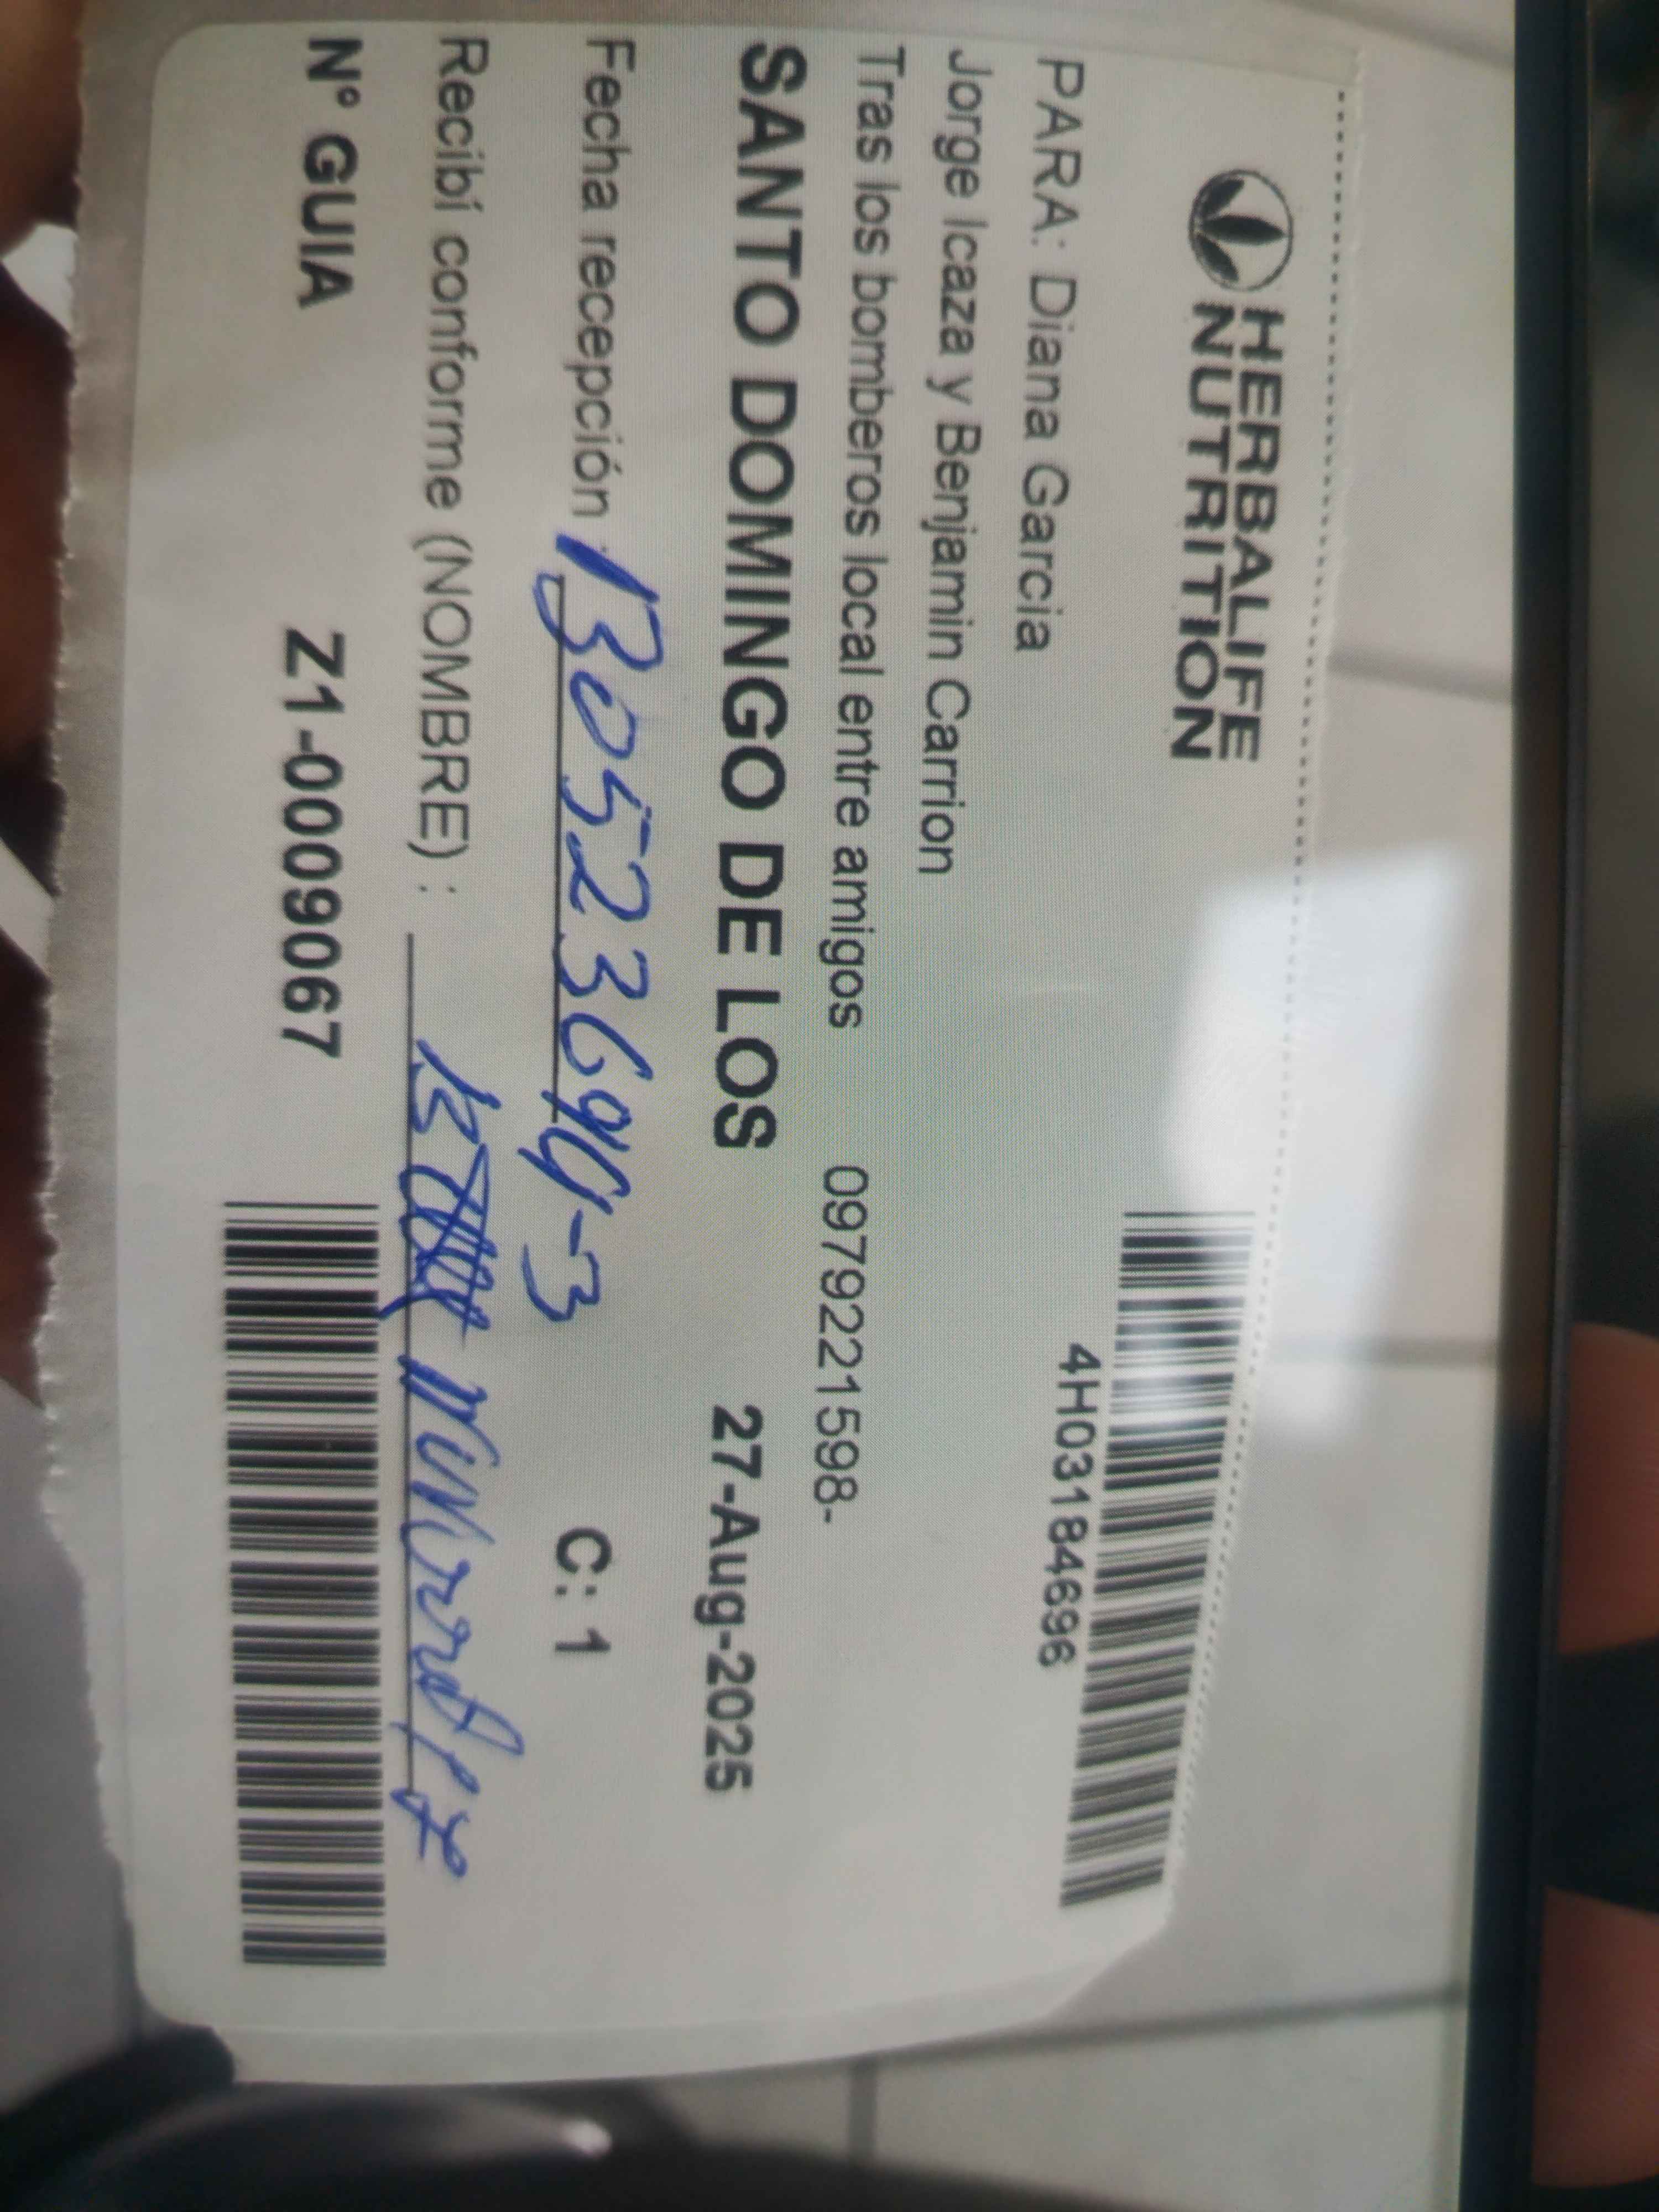 HERBALIFE
NUTRITION
4H03184696
PARA: Diana Garcia
Jorge Icaza y Benjamin Carrion
Tras los bomberos local entre amigos 0979221598-
SANTO DOMINGO DE LOS 27-Aug-2025
Fecha recepción 130523694-3 C: 1
Recibí conforme (NOMBRE) :
N° GUIA Z1-0009067